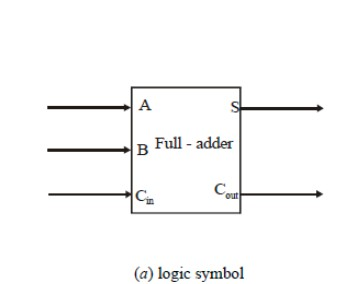 A S
B Full - adder
Cin Cout
(a) logic symbol